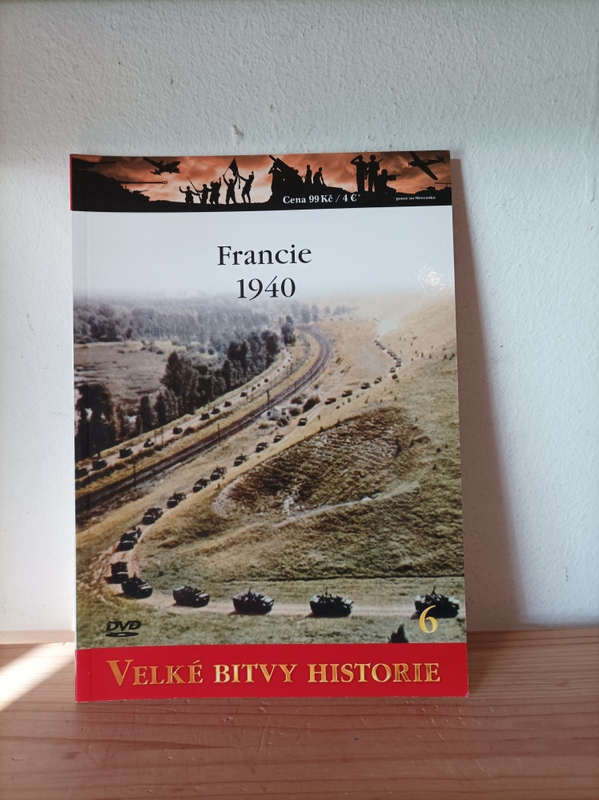 Cena 99 Kč / 4 €*
Francie
1940
DVD
6
VELKÉ BITVY HISTORIE